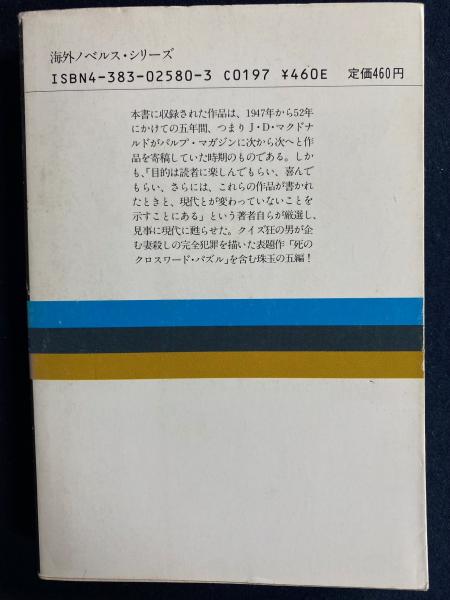 海外ノベルス・シリーズ
ISBN4-383-02580-3 C0197 ¥460E 定価460円
本書に収録された作品は、1947年から52年
にかけての五年間、つまりJ・D・マクドナ
ルドがパルプ・マガジンに次から次へと作
品を寄稿していた時期のものである。しか
も、「目的は読者に楽しんでもらい、喜んで
もらい、さらには、これらの作品が書かれ
たときと、現代とが変わっていないことを
示すことにある」という著者自らが厳選し、
見事に現代に甦らせた。クイズ狂の男が企
む妻殺しの完全犯罪を描いた表題作「死の
クロスワード・パズル」を含む珠玉の五編！